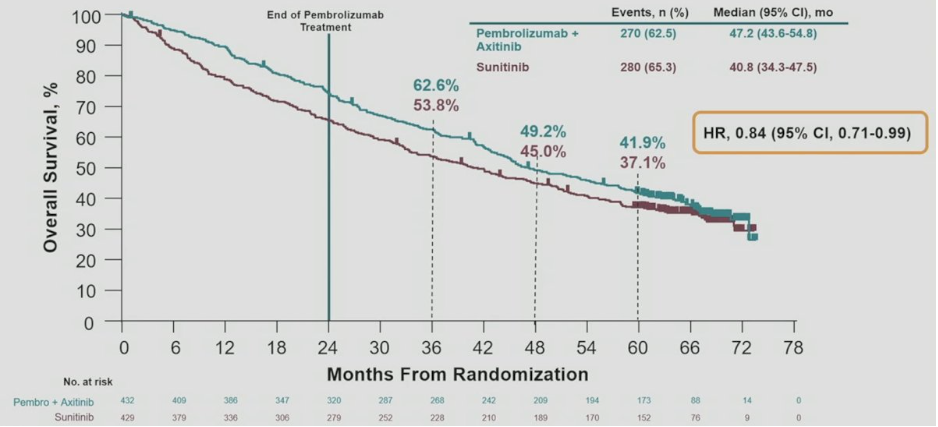 Events, n (%) Median (95% CI), mo
Pembrolizumab + 270 (62.5) 47.2 (43.6-54.8)
Axitinib
Sunitinib 280 (65.3) 40.8 (34.3-47.5)
End of Pembrolizumab
Treatment
HR, 0.84 (95% CI, 0.71-0.99)
62.6%
53.8%
49.2%
45.0%
41.9%
37.1%
Overall Survival, %
100
90
80
70
60
50
40
30
20
10
0
0 6 12 18 24 30 36 42 48 54 60 66 72 78
Months From Randomization
No. at risk
Pembro + Axitinib 432 409 386 347 320 287 268 242 209 194 173 88 14 0
Sunitinib 429 379 336 306 279 252 228 210 189 170 152 76 9 0